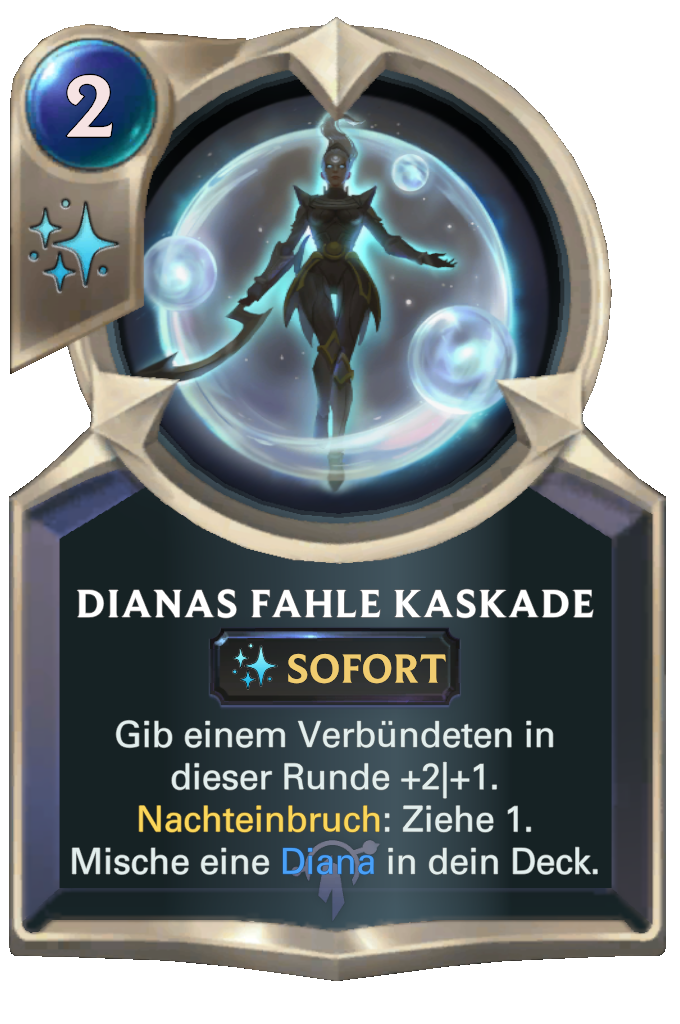 2
DIANAS FAHLE KASKADE
SOFORT
Gib einem Verbündeten in
dieser Runde +2|+1.
Nachteinbruch: Ziehe 1.
Mische eine Diana in dein Deck.